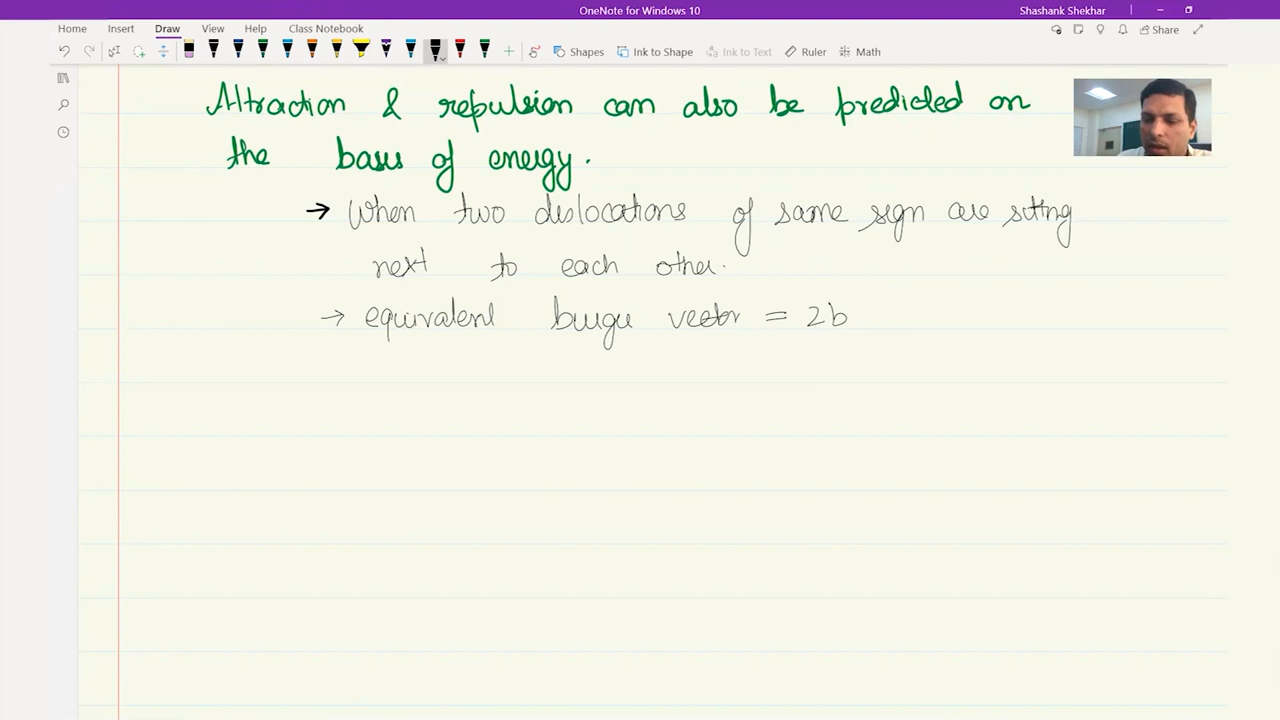 OneNote for Windows 10
Shashank Shekhar
Home Insert Draw View Help Class Notebook
Share
Shapes Ink to Shape Ink to Text Ruler Math
Attraction & repulsion can also be predicted on
the basis of energy.
→ When two dislocations of same sign are sitting
next to each other.
→ equivalent burger vector = 2b